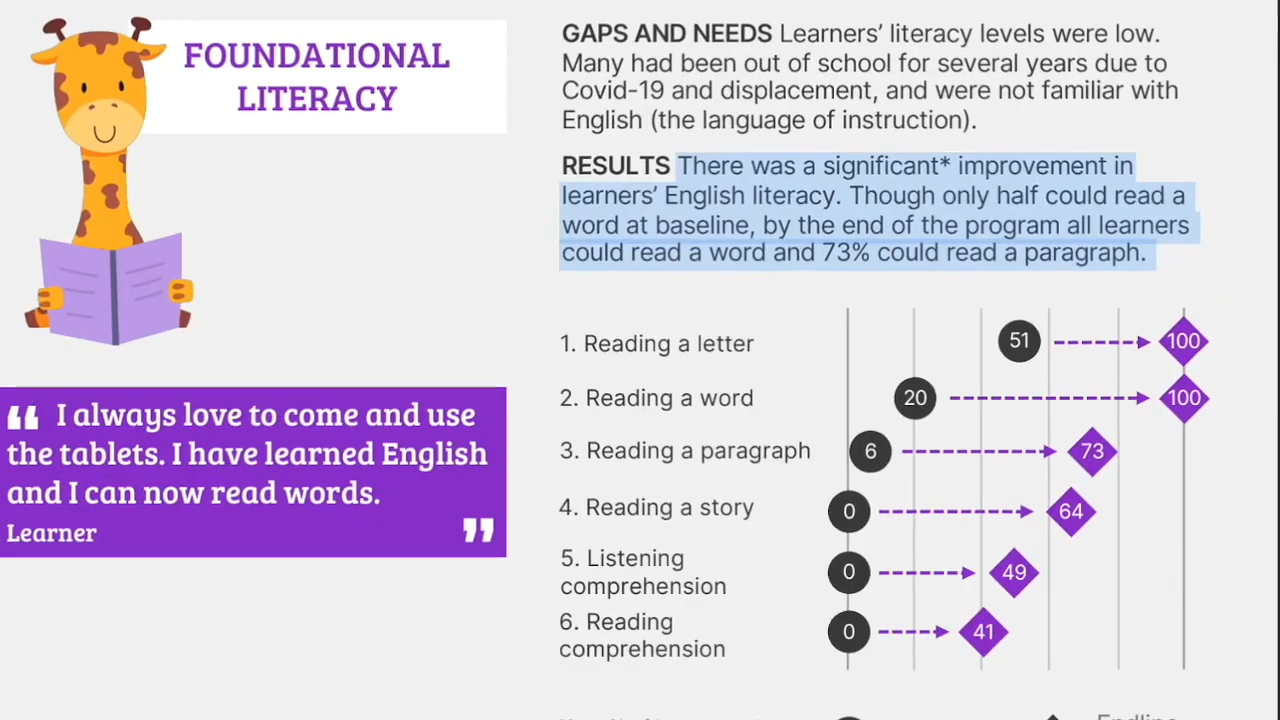 FOUNDATIONAL
LITERACY
“ I always love to come and use
the tablets. I have learned English
and I can now read words.
Learner ”
GAPS AND NEEDS Learners’ literacy levels were low.
Many had been out of school for several years due to
Covid-19 and displacement, and were not familiar with
English (the language of instruction).
RESULTS There was a significant* improvement in
learners’ English literacy. Though only half could read a
word at baseline, by the end of the program all learners
could read a word and 73% could read a paragraph.
1. Reading a letter 51 100
2. Reading a word 20 100
3. Reading a paragraph 6 73
4. Reading a story 0 64
5. Listening
comprehension 0 49
6. Reading
comprehension 0 41
Endline